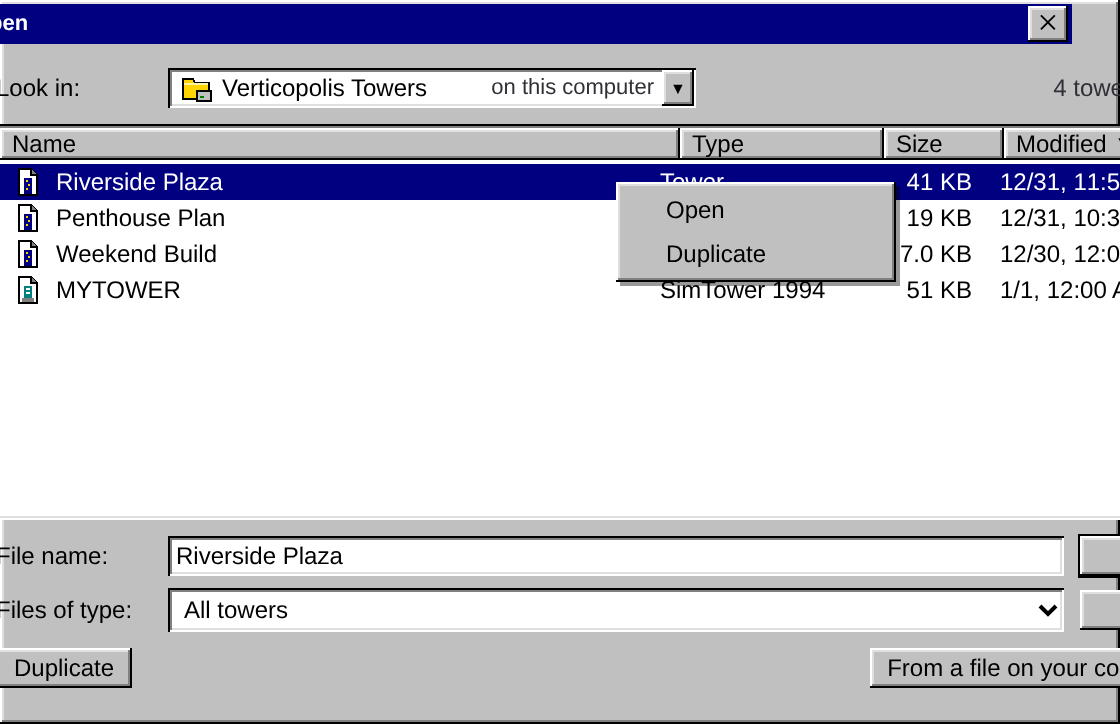 pen
Look in: Verticopolis Towers on this computer 4 towe
Name Type Size Modified
Riverside Plaza Tower 41 KB 12/31, 11:5
Penthouse Plan 19 KB 12/31, 10:3
Weekend Build 7.0 KB 12/30, 12:0
MYTOWER SimTower 1994 51 KB 1/1, 12:00 A
Open
Duplicate
File name: Riverside Plaza
Files of type: All towers
Duplicate From a file on your co